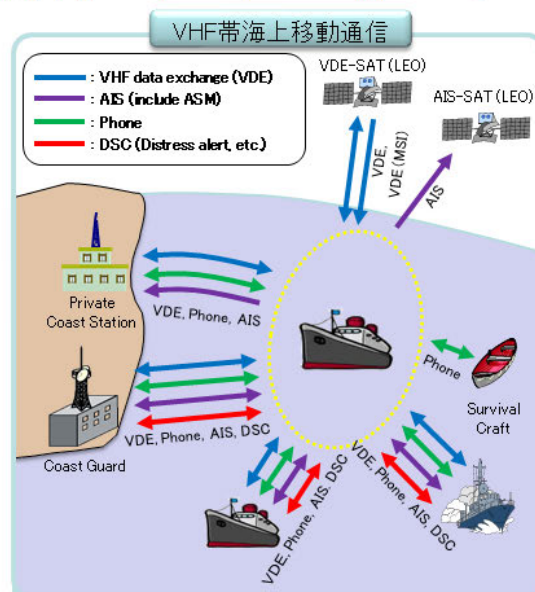 VHF帯海上移動通信
: VHF data exchange (VDE)
: AIS (include ASM)
: Phone
: DSC (Distress alert, etc.)
VDE-SAT(LEO)
AIS-SAT(LEO)
VDE,
VDE(MSI)
AIS
Private
Coast Station
VDE, Phone, AIS
Phone
Survival
Craft
Coast Guard
VDE, Phone, AIS, DSC
VDE, Phone, AIS, DSC
VDE, Phone, AIS, DSC